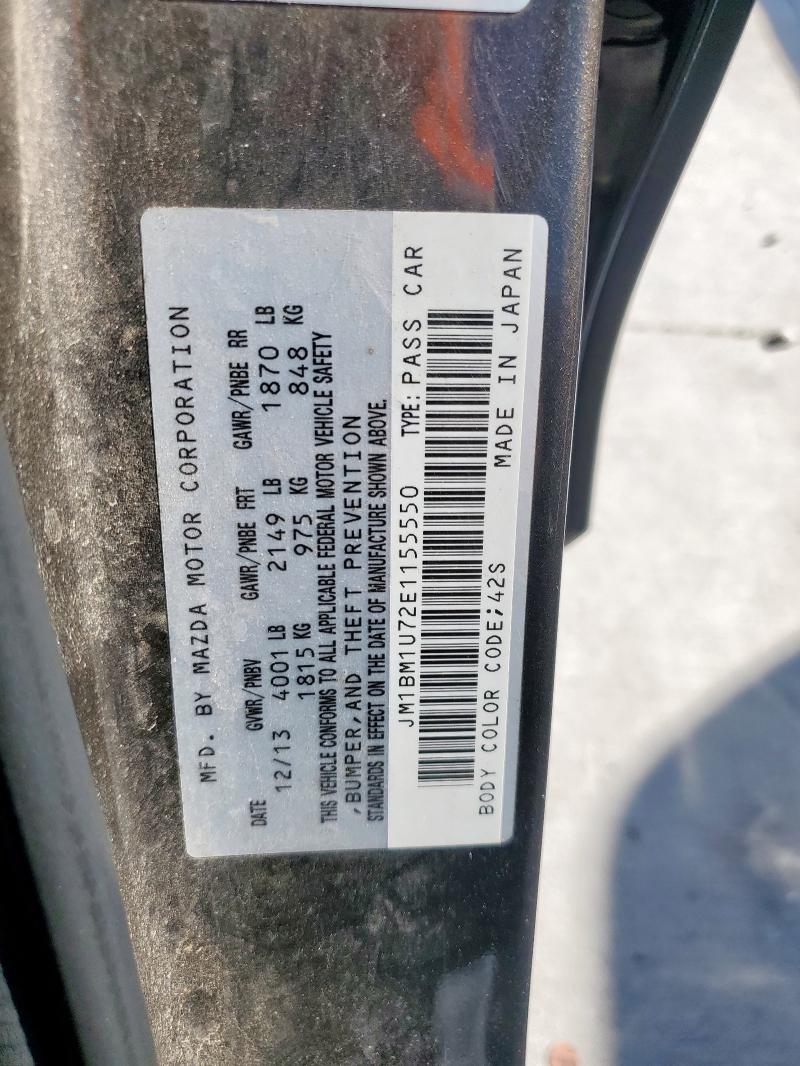 MFD. BY MAZDA MOTOR CORPORATION
DATE GVWR/PNBV GAWR/PNBE FRT GAWR/PNBE RR
12/13 4001 LB 2149 LB 1870 LB
1815 KG 975 KG 848 KG
THIS VEHICLE CONFORMS TO ALL APPLICABLE FEDERAL MOTOR VEHICLE SAFETY
,BUMPER,AND THEFT PREVENTION
STANDARDS IN EFFECT ON THE DATE OF MANUFACTURE SHOWN ABOVE.
JM1BM1U72E1155550 TYPE: PASS CAR
BODY COLOR CODE;42S MADE IN JAPAN